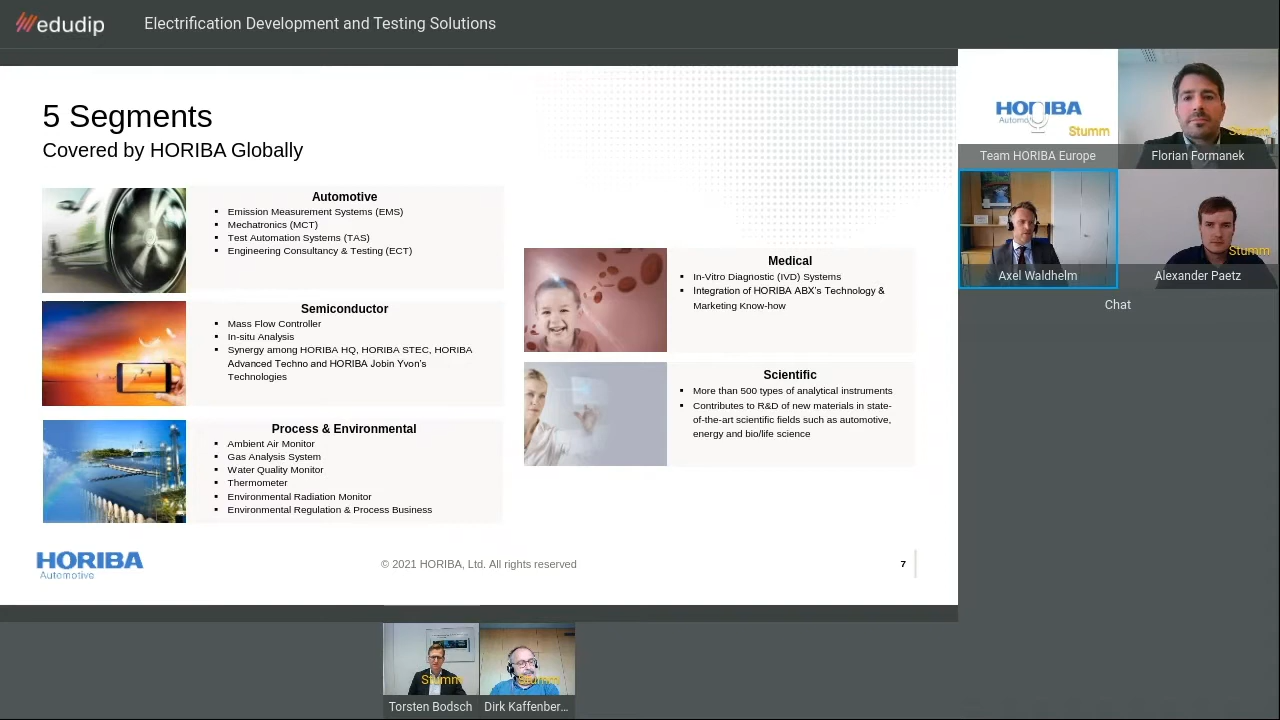 edudip
Electrification Development and Testing Solutions
5 Segments
Covered by HORIBA Globally
Automotive
▪ Emission Measurement Systems (EMS)
▪ Mechatronics (MCT)
▪ Test Automation Systems (TAS)
▪ Engineering Consultancy & Testing (ECT)
Semiconductor
▪ Mass Flow Controller
▪ In-situ Analysis
▪ Synergy among HORIBA HQ, HORIBA STEC, HORIBA
Advanced Techno and HORIBA Jobin Yvon's
Technologies
Process & Environmental
▪ Ambient Air Monitor
▪ Gas Analysis System
▪ Water Quality Monitor
▪ Thermometer
▪ Environmental Radiation Monitor
▪ Environmental Regulation & Process Business
Medical
▪ In-Vitro Diagnostic (IVD) Systems
▪ Integration of HORIBA ABX's Technology &
Marketing Know-how
Scientific
▪ More than 500 types of analytical instruments
▪ Contributes to R&D of new materials in state-
of-the-art scientific fields such as automotive,
energy and bio/life science
HORIBA
Automotive
© 2021 HORIBA, Ltd. All rights reserved
7
HORIBA
Stumm
Team HORIBA Europe
Stumm
Florian Formanek
Axel Waldhelm
Stumm
Alexander Paetz
Chat
Stumm
Torsten Bodsch
Stumm
Dirk Kaffenber...